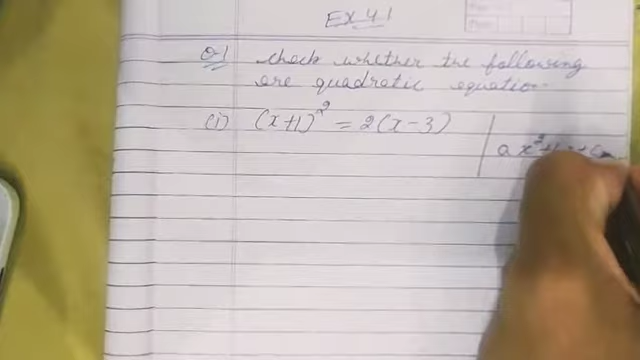 EX 4.1
Q1 check whether the following
are quadratic equation
(i) (x+1)² = 2(x-3)
ax²+